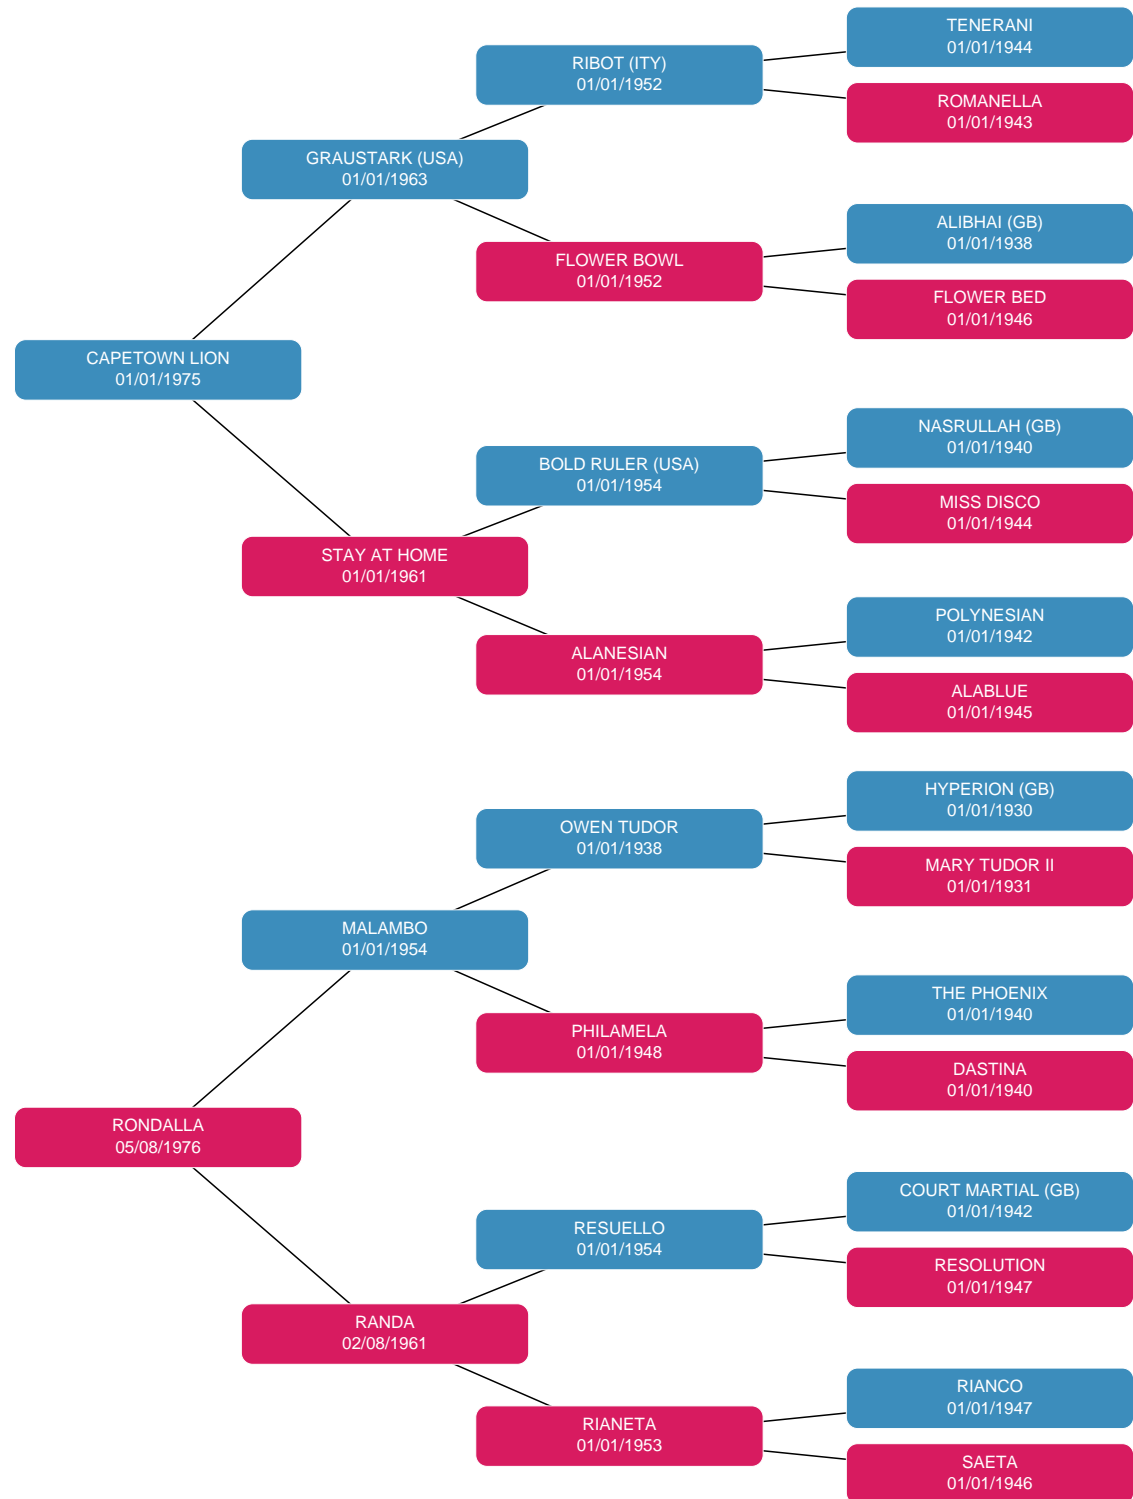 TENERANI
01/01/1944
RIBOT (ITY)
01/01/1952
ROMANELLA
01/01/1943
GRAUSTARK (USA)
01/01/1963
ALIBHAI (GB)
01/01/1938
FLOWER BOWL
01/01/1952
FLOWER BED
01/01/1946
CAPETOWN LION
01/01/1975
NASRULLAH (GB)
01/01/1940
BOLD RULER (USA)
01/01/1954
MISS DISCO
01/01/1944
STAY AT HOME
01/01/1961
POLYNESIAN
01/01/1942
ALANESIAN
01/01/1954
ALABLUE
01/01/1945
HYPERION (GB)
01/01/1930
OWEN TUDOR
01/01/1938
MARY TUDOR II
01/01/1931
MALAMBO
01/01/1954
THE PHOENIX
01/01/1940
PHILAMELA
01/01/1948
DASTINA
01/01/1940
RONDALLA
05/08/1976
COURT MARTIAL (GB)
01/01/1942
RESUELLO
01/01/1954
RESOLUTION
01/01/1947
RANDA
02/08/1961
RIANCO
01/01/1947
RIANETA
01/01/1953
SAETA
01/01/1946